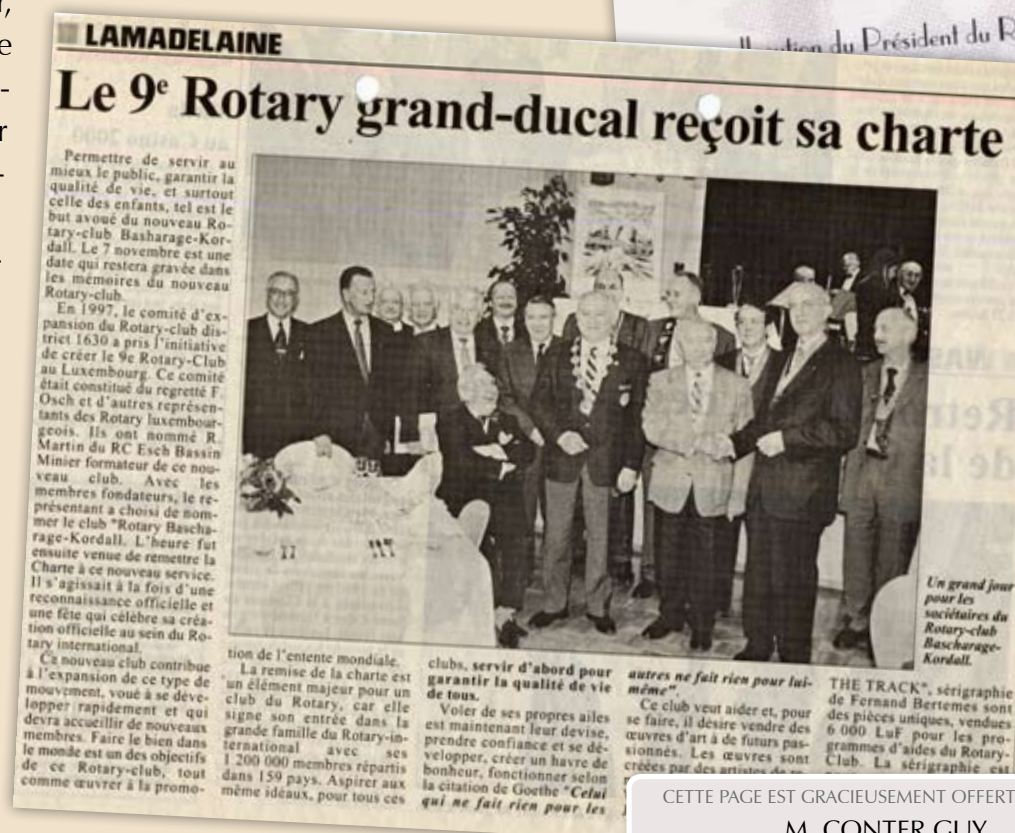 r,
e
-
r
-
du Président du R
LAMADELAINE
Le 9e Rotary grand-ducal reçoit sa charte
Permettre de servir au
mieux le public, garantir la
qualité de vie, et surtout
celle des enfants, tel est le
but avoué du nouveau Ro-
tary-club Basharage-Kor-
dall. Le 7 novembre est une
date qui restera gravée dans
les mémoires du nouveau
Rotary-club.
En 1997, le comité d'ex-
pansion du Rotary-club dis-
trict 1630 a pris l'initiative
de créer le 9e Rotary-Club
au Luxembourg. Ce comité
était constitué du regretté F.
Osch et d'autres représen-
tants des Rotary luxembour-
geois. Ils ont nommé R.
Martin du RC Esch Bassin
Minier formateur de ce nou-
veau club. Avec les
membres fondateurs, le re-
présentant a choisi de nom-
mer le club "Rotary Bascha-
rage-Kordall. L'heure fut
ensuite venue de remettre la
Charte à ce nouveau service.
Il s'agissait à la fois d'une
reconnaissance officielle et
une fête qui célèbre sa créa-
tion officielle au sein du Ro-
tary international.
Ce nouveau club contribue
à l'expansion de ce type de
mouvement, voué à se déve-
lopper rapidement et qui
devra accueillir de nouveaux
membres. Faire le bien dans
le monde est un des objectifs
de ce Rotary-club, tout
comme œuvrer à la promo-
tion de l'entente mondiale.
La remise de la charte est
un élément majeur pour un
club du Rotary, car elle
signe son entrée dans la
grande famille du Rotary-in-
ternational avec ses
1 200 000 membres répartis
dans 159 pays. Aspirer aux
même idéaux, pour tous ces
clubs, servir d'abord pour
garantir la qualité de vie
de tous.
Voler de ses propres ailes
est maintenant leur devise,
prendre confiance et se dé-
velopper, créer un havre de
bonheur, fonctionner selon
la citation de Goethe "Celui
qui ne fait rien pour les
autres ne fait rien pour lui-
même".
Ce club veut aider et, pour
se faire, il désire vendre des
œuvres d'art à de futurs pas-
sionnés. Les œuvres sont
créées par des artistes de
THE TRACK", sérigraphie
de Fernand Bertemes sont
des pièces uniques, vendues
6 000 LuF pour les pro-
grammes d'aides du Rotary-
Club. La sérigraphie est
Un grand jour
pour les
sociétaires du
Rotary-club
Bascharage-
Kordall.
CETTE PAGE EST GRACIEUSEMENT OFFERT
M. CONTER GUY